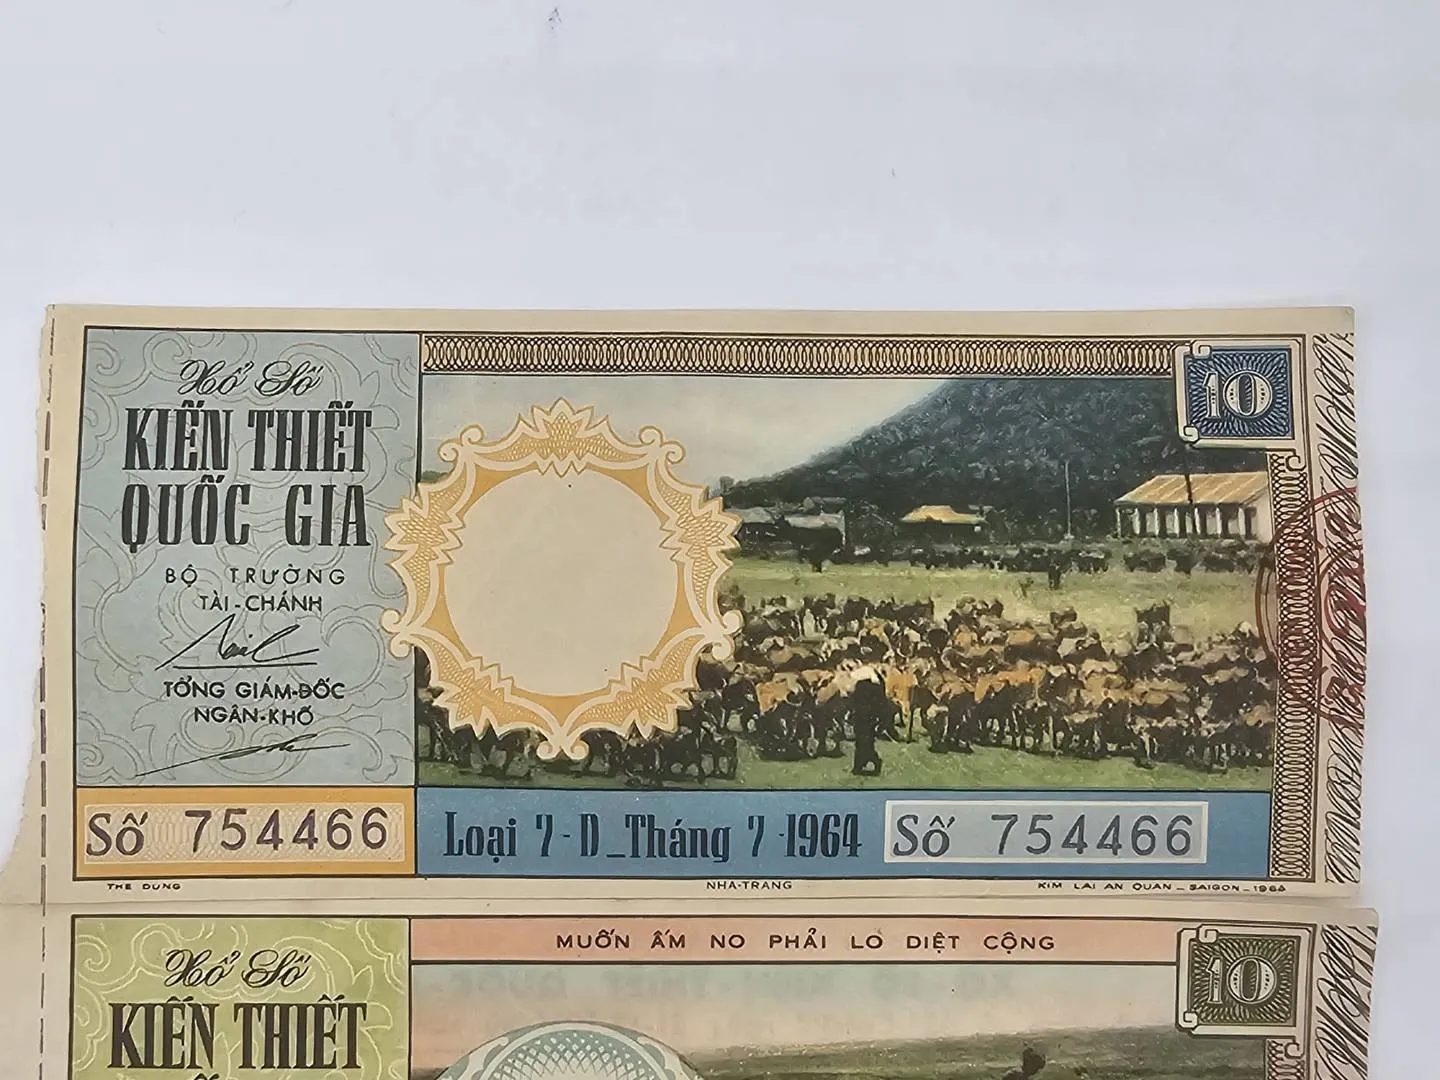 Xổ Số
KIẾN THIẾT
QUỐC GIA
BỘ TRƯỜNG
TÀI-CHÁNH
TỔNG GIÁM-ĐỐC
NGÂN-KHỐ
10
Số 754466
Loại 7-D_Tháng 7-1964
Số 754466
THE DUNG
NHA-TRANG
KIM LAI AN QUAN _ SAIGON _ 1964
MUỐN ẤM NO PHẢI LO DIỆT CỘNG
Xổ Số
KIẾN THIẾT
10